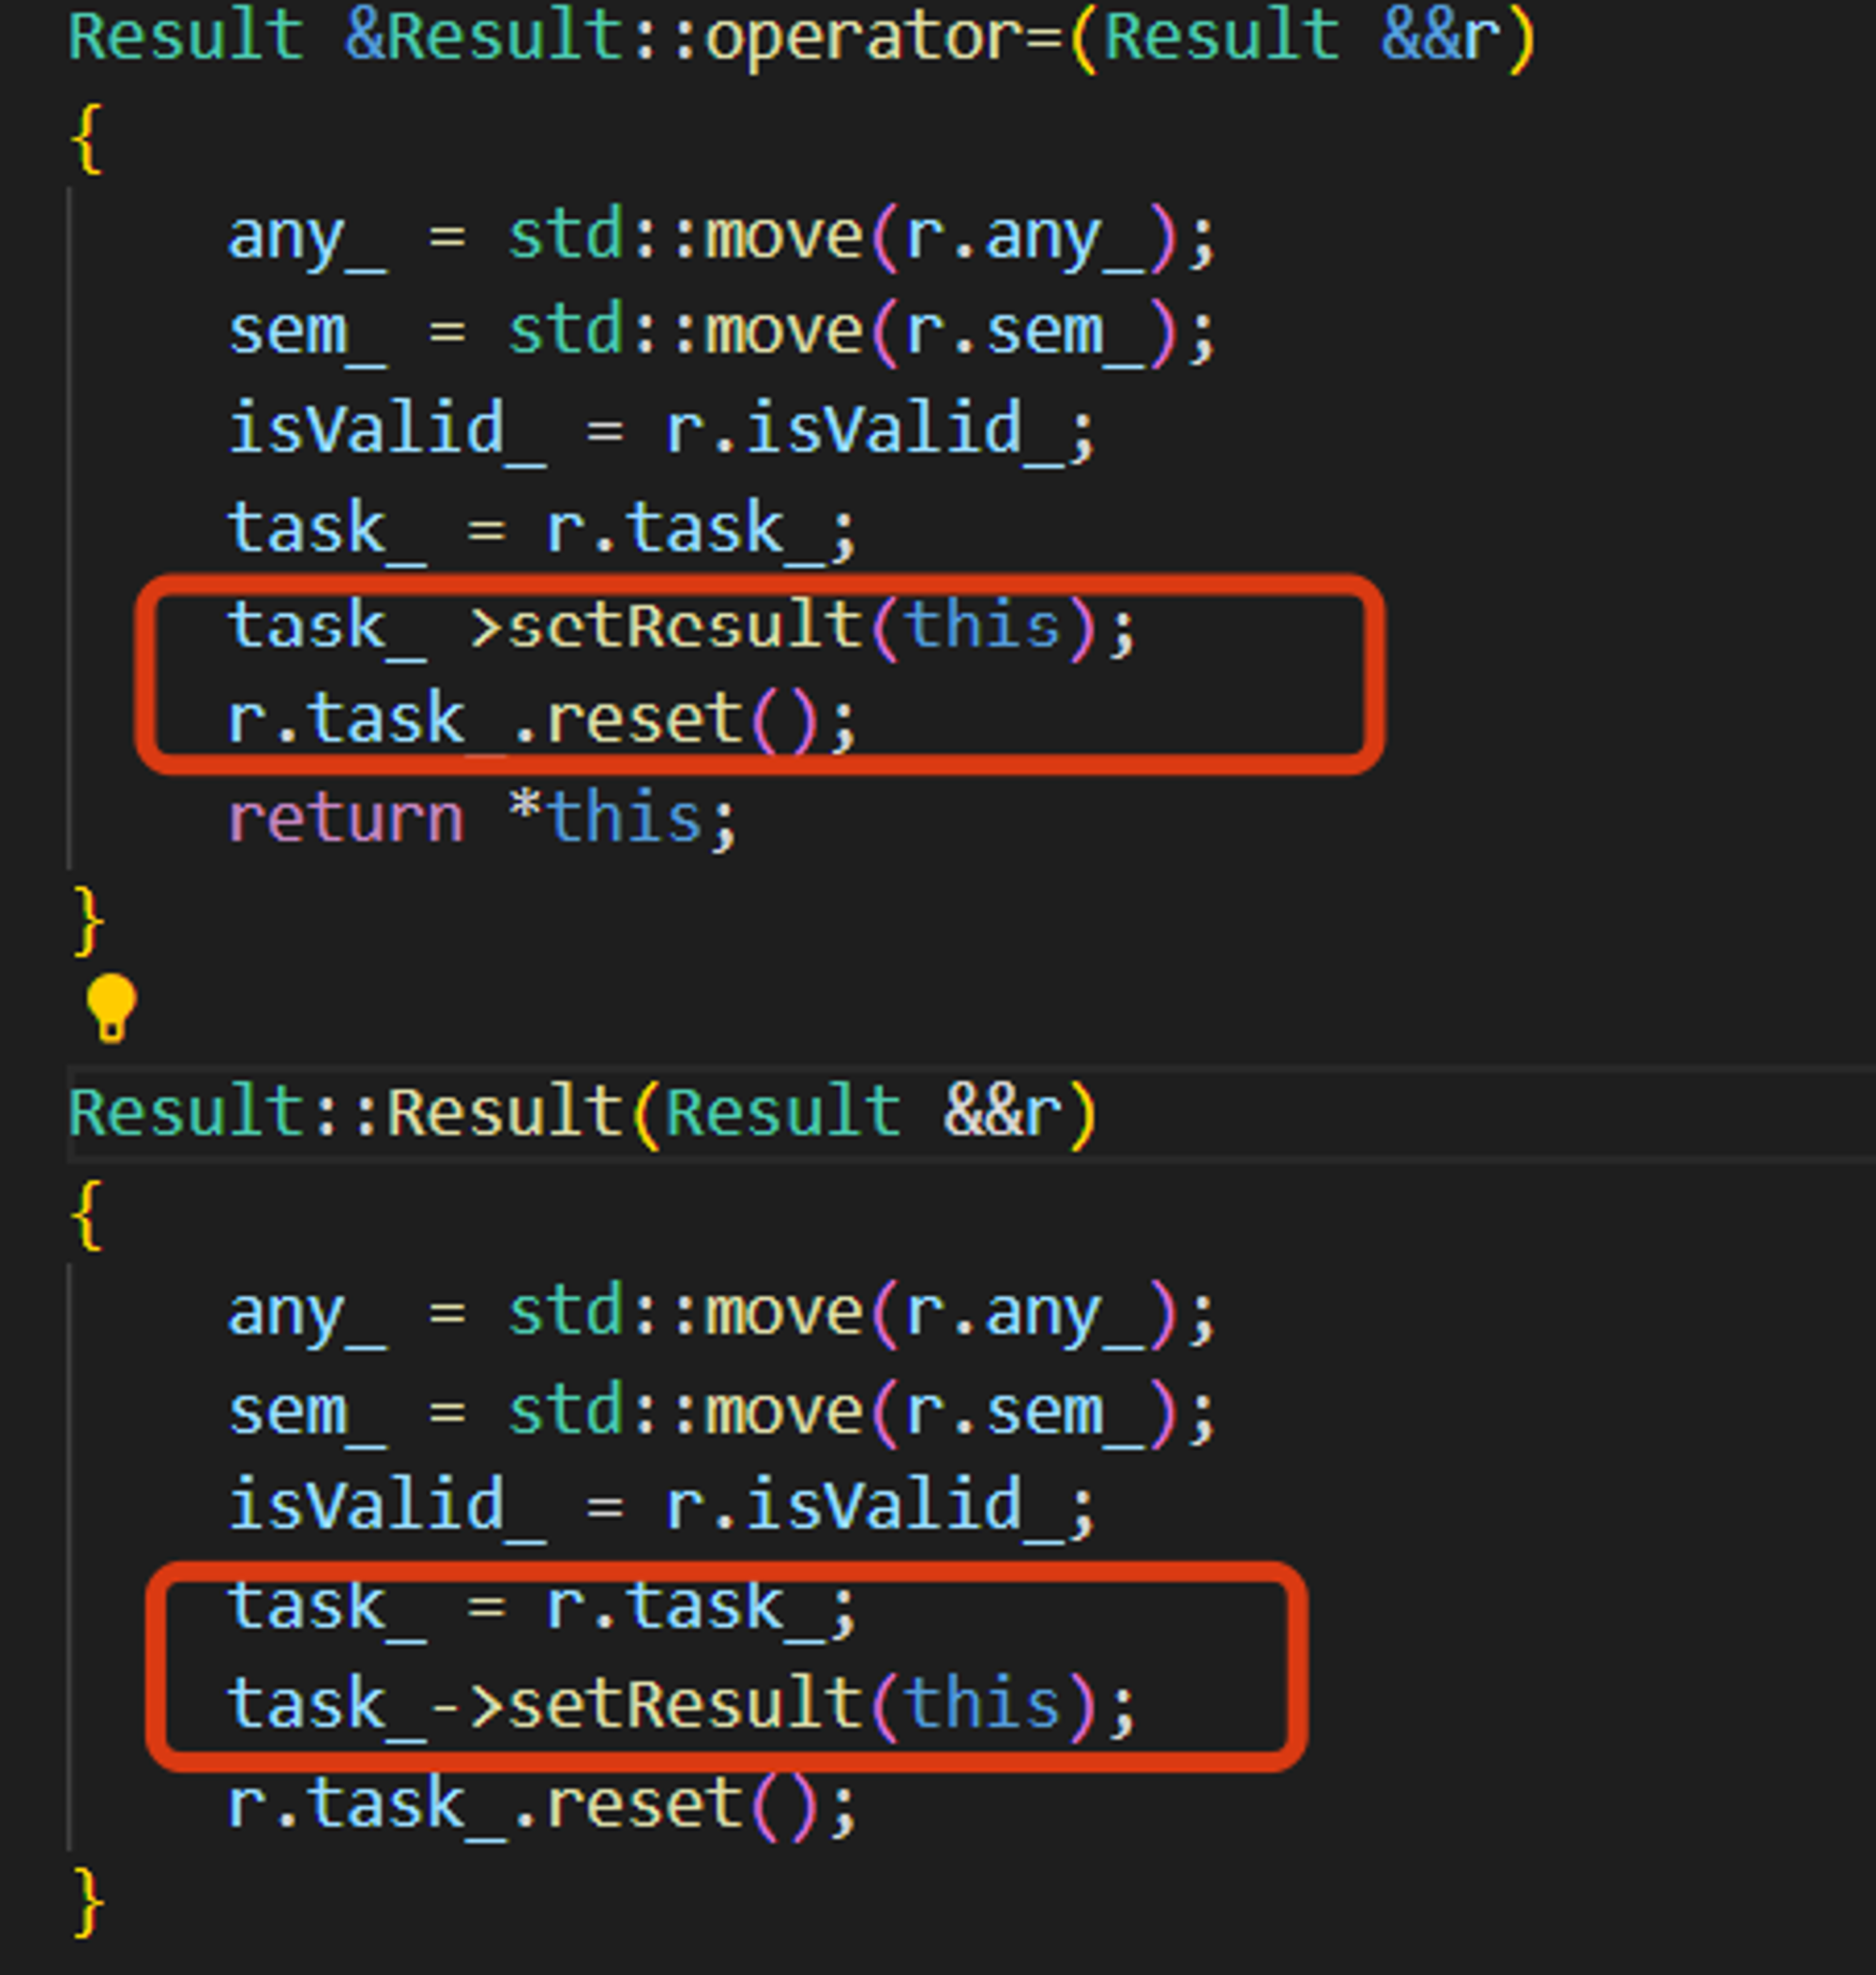 Result &Result::operator=(Result &&r)
{
any_ = std::move(r.any_);
sem_ = std::move(r.sem_);
isValid_ = r.isValid_;
task_ = r.task_;
task_->setResult(this);
r.task_.reset();
return *this;
}
Result::Result(Result &&r)
{
any_ = std::move(r.any_);
sem_ = std::move(r.sem_);
isValid_ = r.isValid_;
task_ = r.task_;
task_->setResult(this);
r.task_.reset();
}